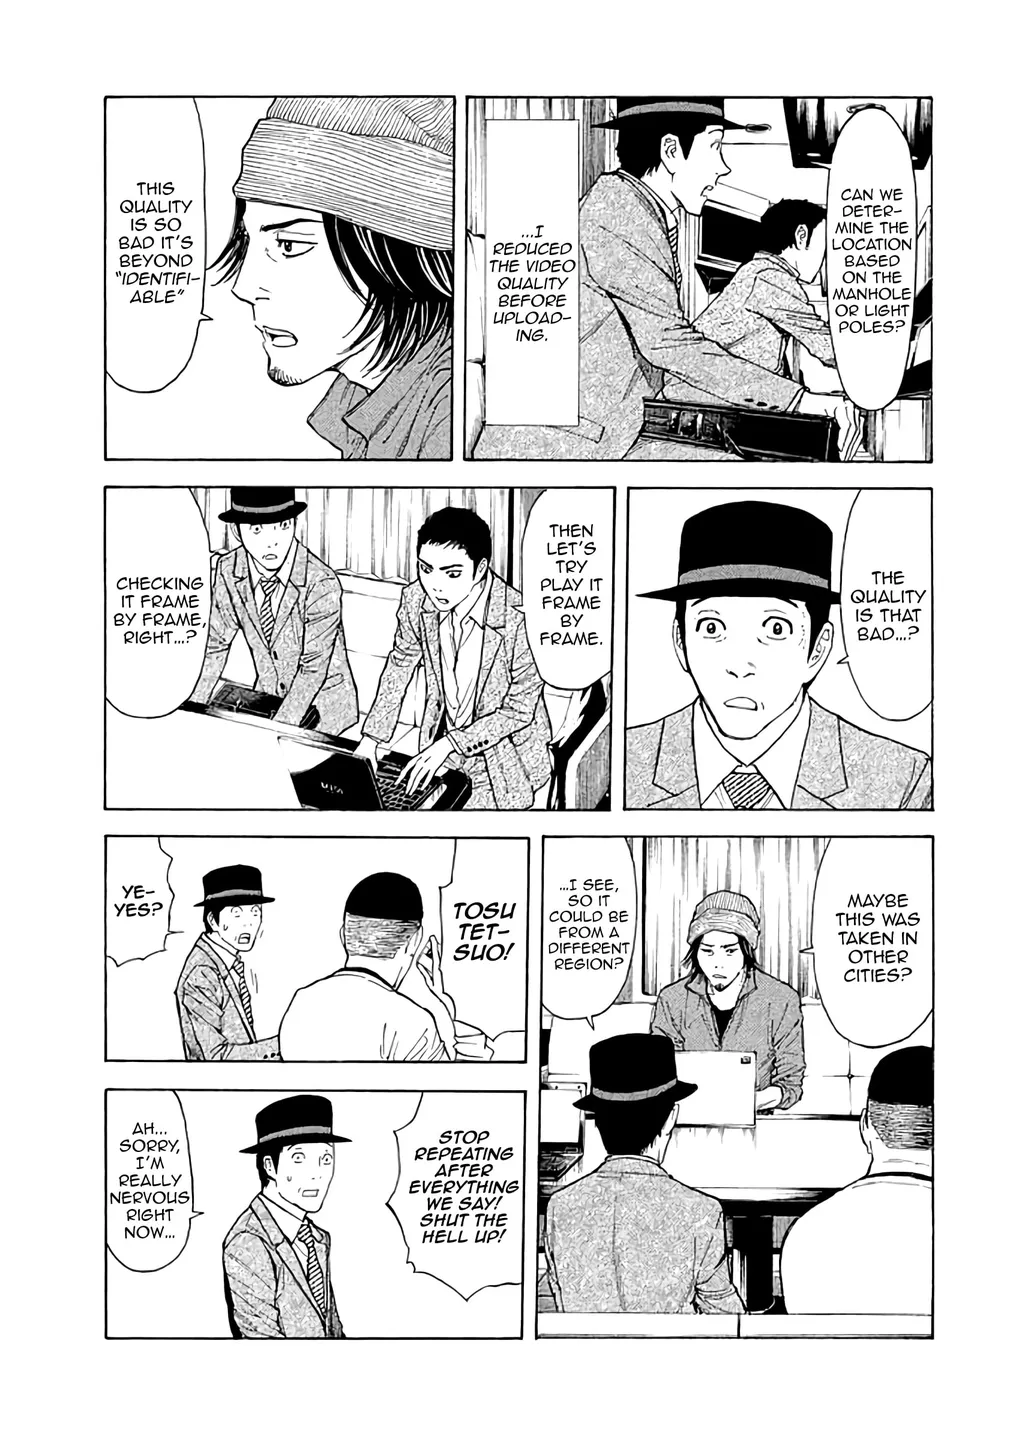 CAN WE
DETER-
MINE THE
LOCATION
BASED
ON THE
MANHOLE
OR LIGHT
POLES?
...I
REDUCED
THE VIDEO
QUALITY
BEFORE
UPLOAD-
ING.
THIS
QUALITY
IS SO
BAD IT'S
BEYOND
"IDENTIFI-
ABLE"
THE
QUALITY
IS THAT
BAD...?
THEN
LET'S
TRY
PLAY IT
FRAME
BY
FRAME.
CHECKING
IT FRAME
BY FRAME,
RIGHT...?
MAYBE
THIS WAS
TAKEN IN
OTHER
CITIES?
...I SEE,
SO IT
COULD BE
FROM A
DIFFERENT
REGION?
TOSU
TET-
SUO!
YE-
YES?
STOP
REPEATING
AFTER
EVERYTHING
WE SAY!
SHUT THE
HELL UP!
AH...
SORRY,
I'M
REALLY
NERVOUS
RIGHT
NOW...